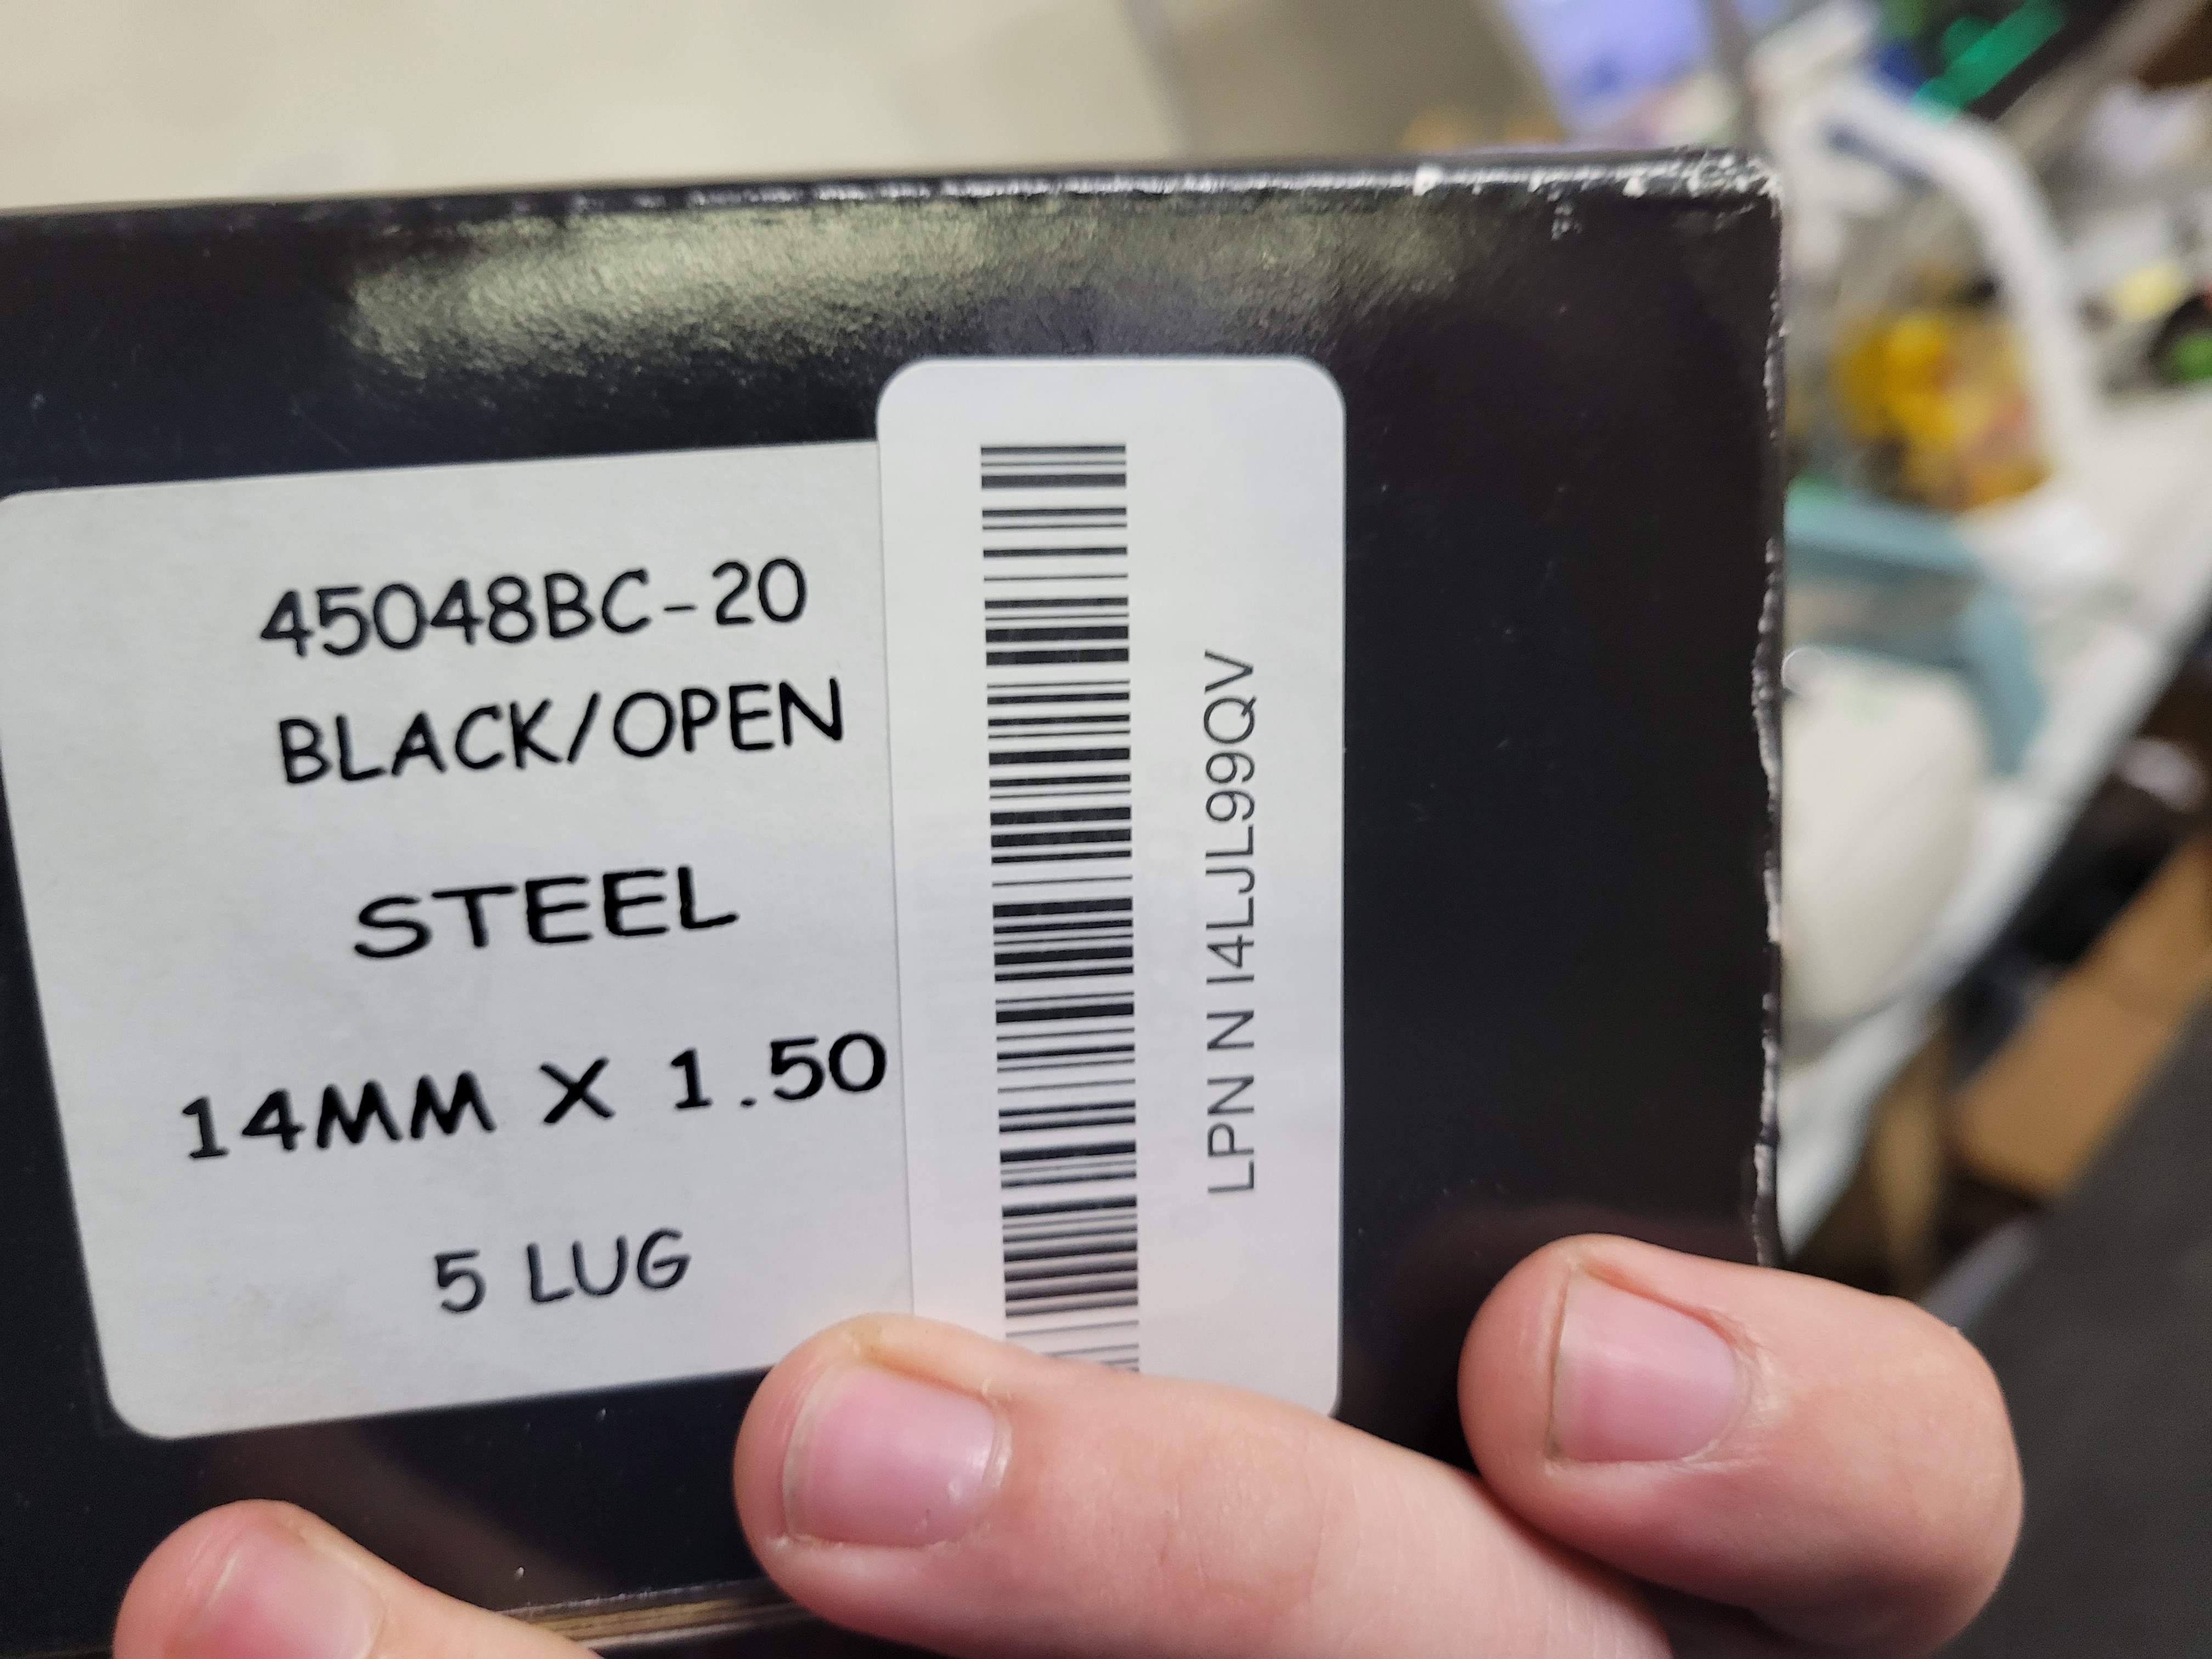 45048BC-20
BLACK/OPEN
STEEL
14MM X 1.50
5 LUG
LPN N I4LJL99QV